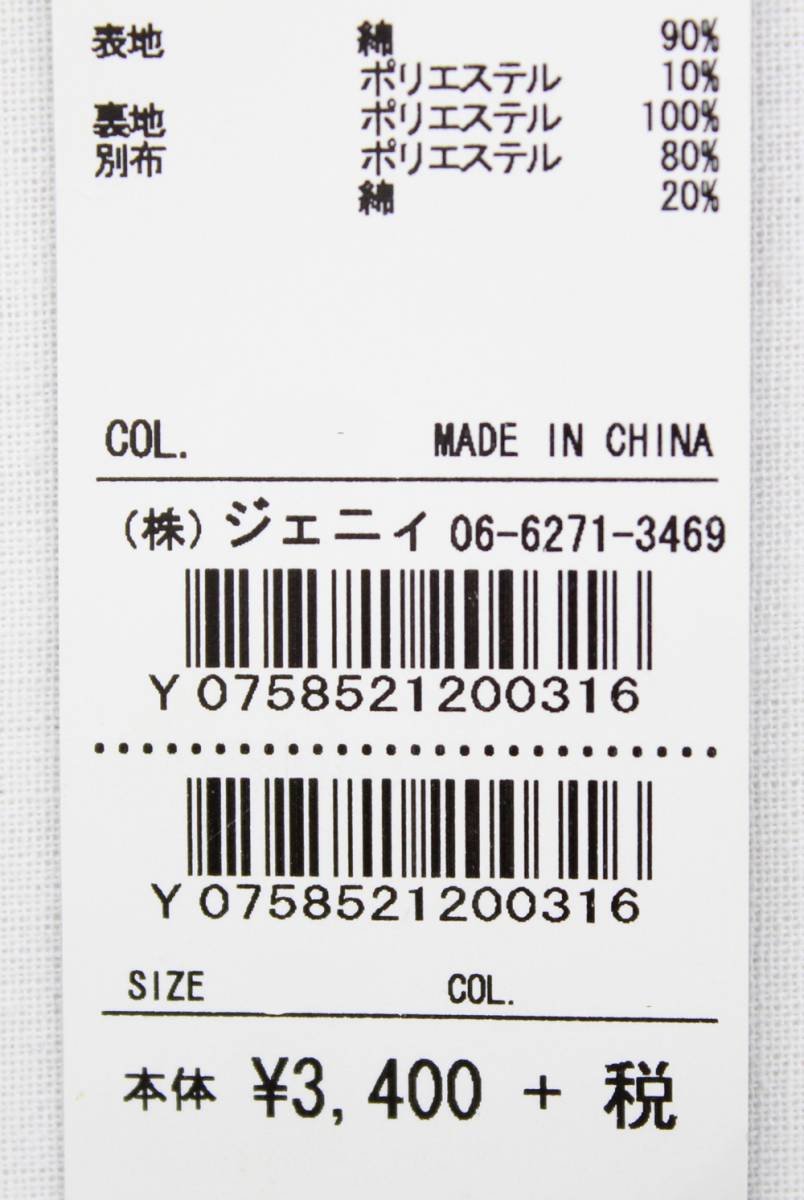 表地 綿 90%
ポリエステル 10%
裏地 ポリエステル 100%
別布 ポリエステル 80%
綿 20%
COL. MADE IN CHINA
(株)ジェニィ 06-6271-3469
Y 0758521200316
Y 0758521200316
SIZE COL.
本体 ¥3,400 + 税